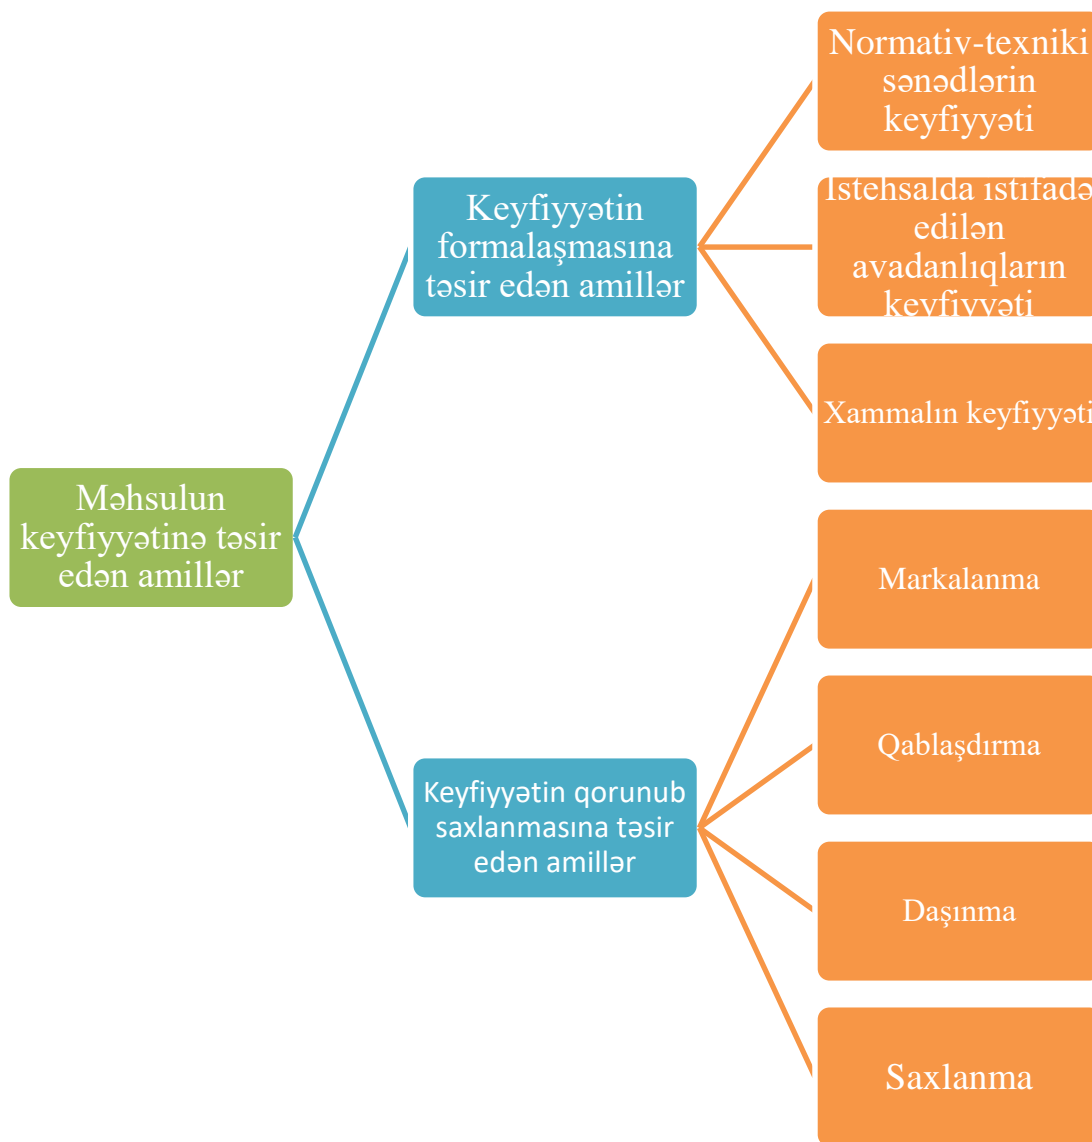 Məhsulun
keyfiyyətinə təsir
edən amillər
Keyfiyyətin
formalaşmasına
təsir edən amillər
Normativ-texniki
sənədlərin
keyfiyyəti
İstehsalda istifadə
edilən
avadanlıqların
keyfiyyəti
Xammalın keyfiyyəti
Keyfiyyətin qorunub
saxlanmasına təsir
edən amillər
Markalanma
Qablaşdırma
Daşınma
Saxlanma